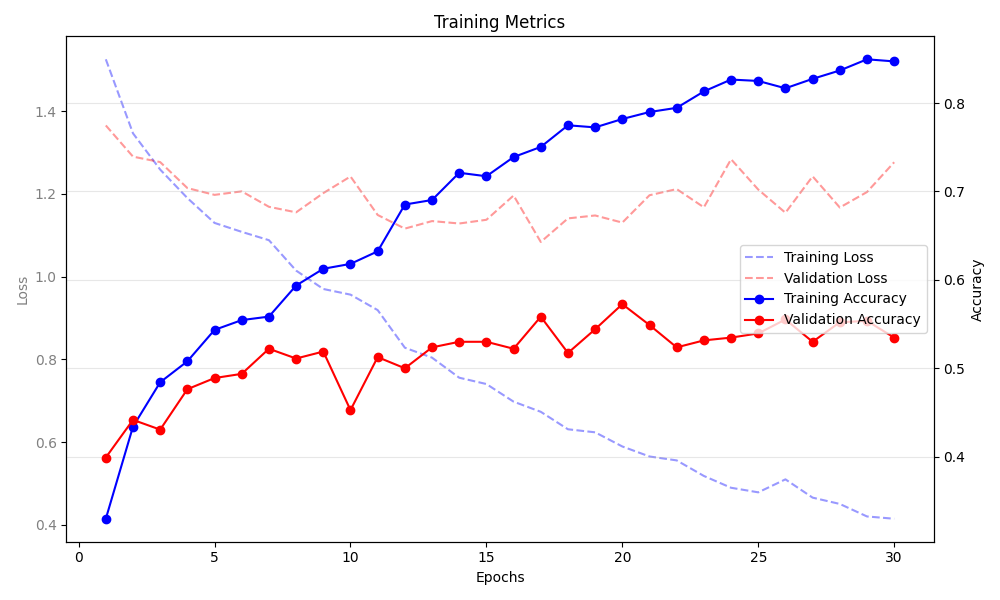 Training Metrics
1.4
1.2
1.0
0.8
0.6
0.4
Loss
0.8
0.7
0.6
0.5
0.4
Accuracy
Training Loss
Validation Loss
Training Accuracy
Validation Accuracy
0 5 10 15 20 25 30
Epochs